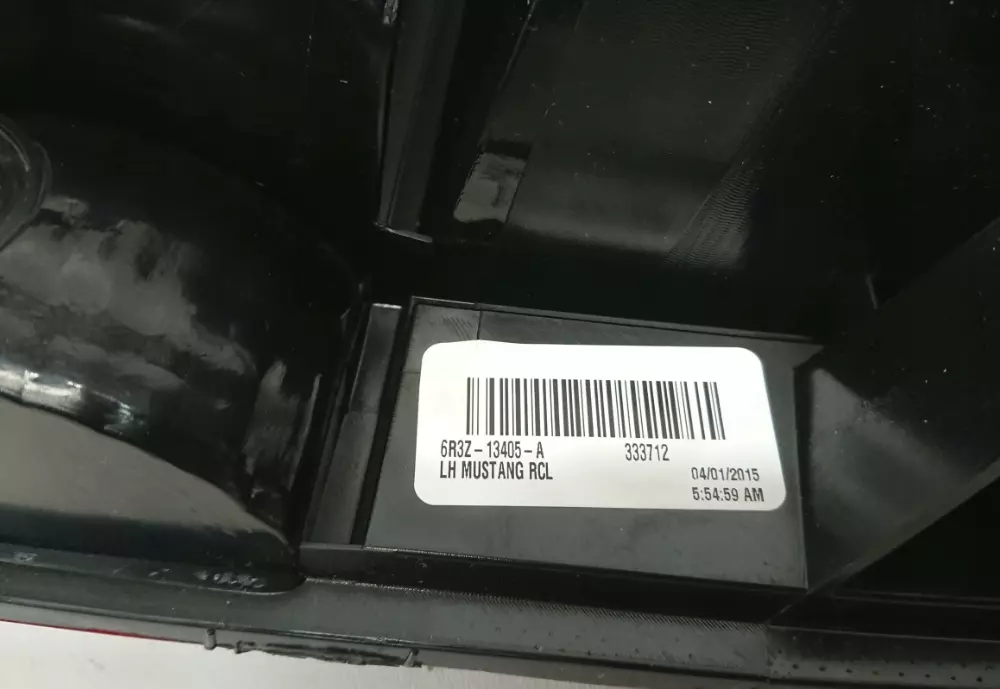 6R3Z-13405-A 333712
LH MUSTANG RCL 04/01/2015
5:54:59 AM